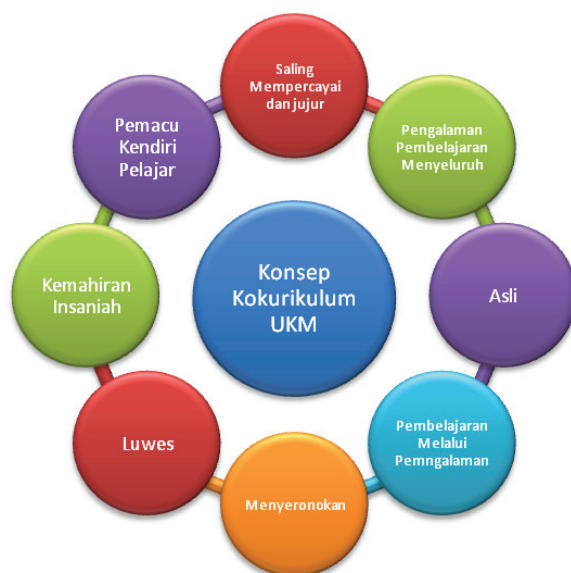 Saling
Mempercayai
dan jujur
Pengalaman
Pembelajaran
Menyeluruh
Asli
Pembelajaran
Melalui
Pemngalaman
Menyeronokan
Luwes
Kemahiran
Insaniah
Pemacu
Kendiri
Pelajar
Konsep
Kokurikulum
UKM